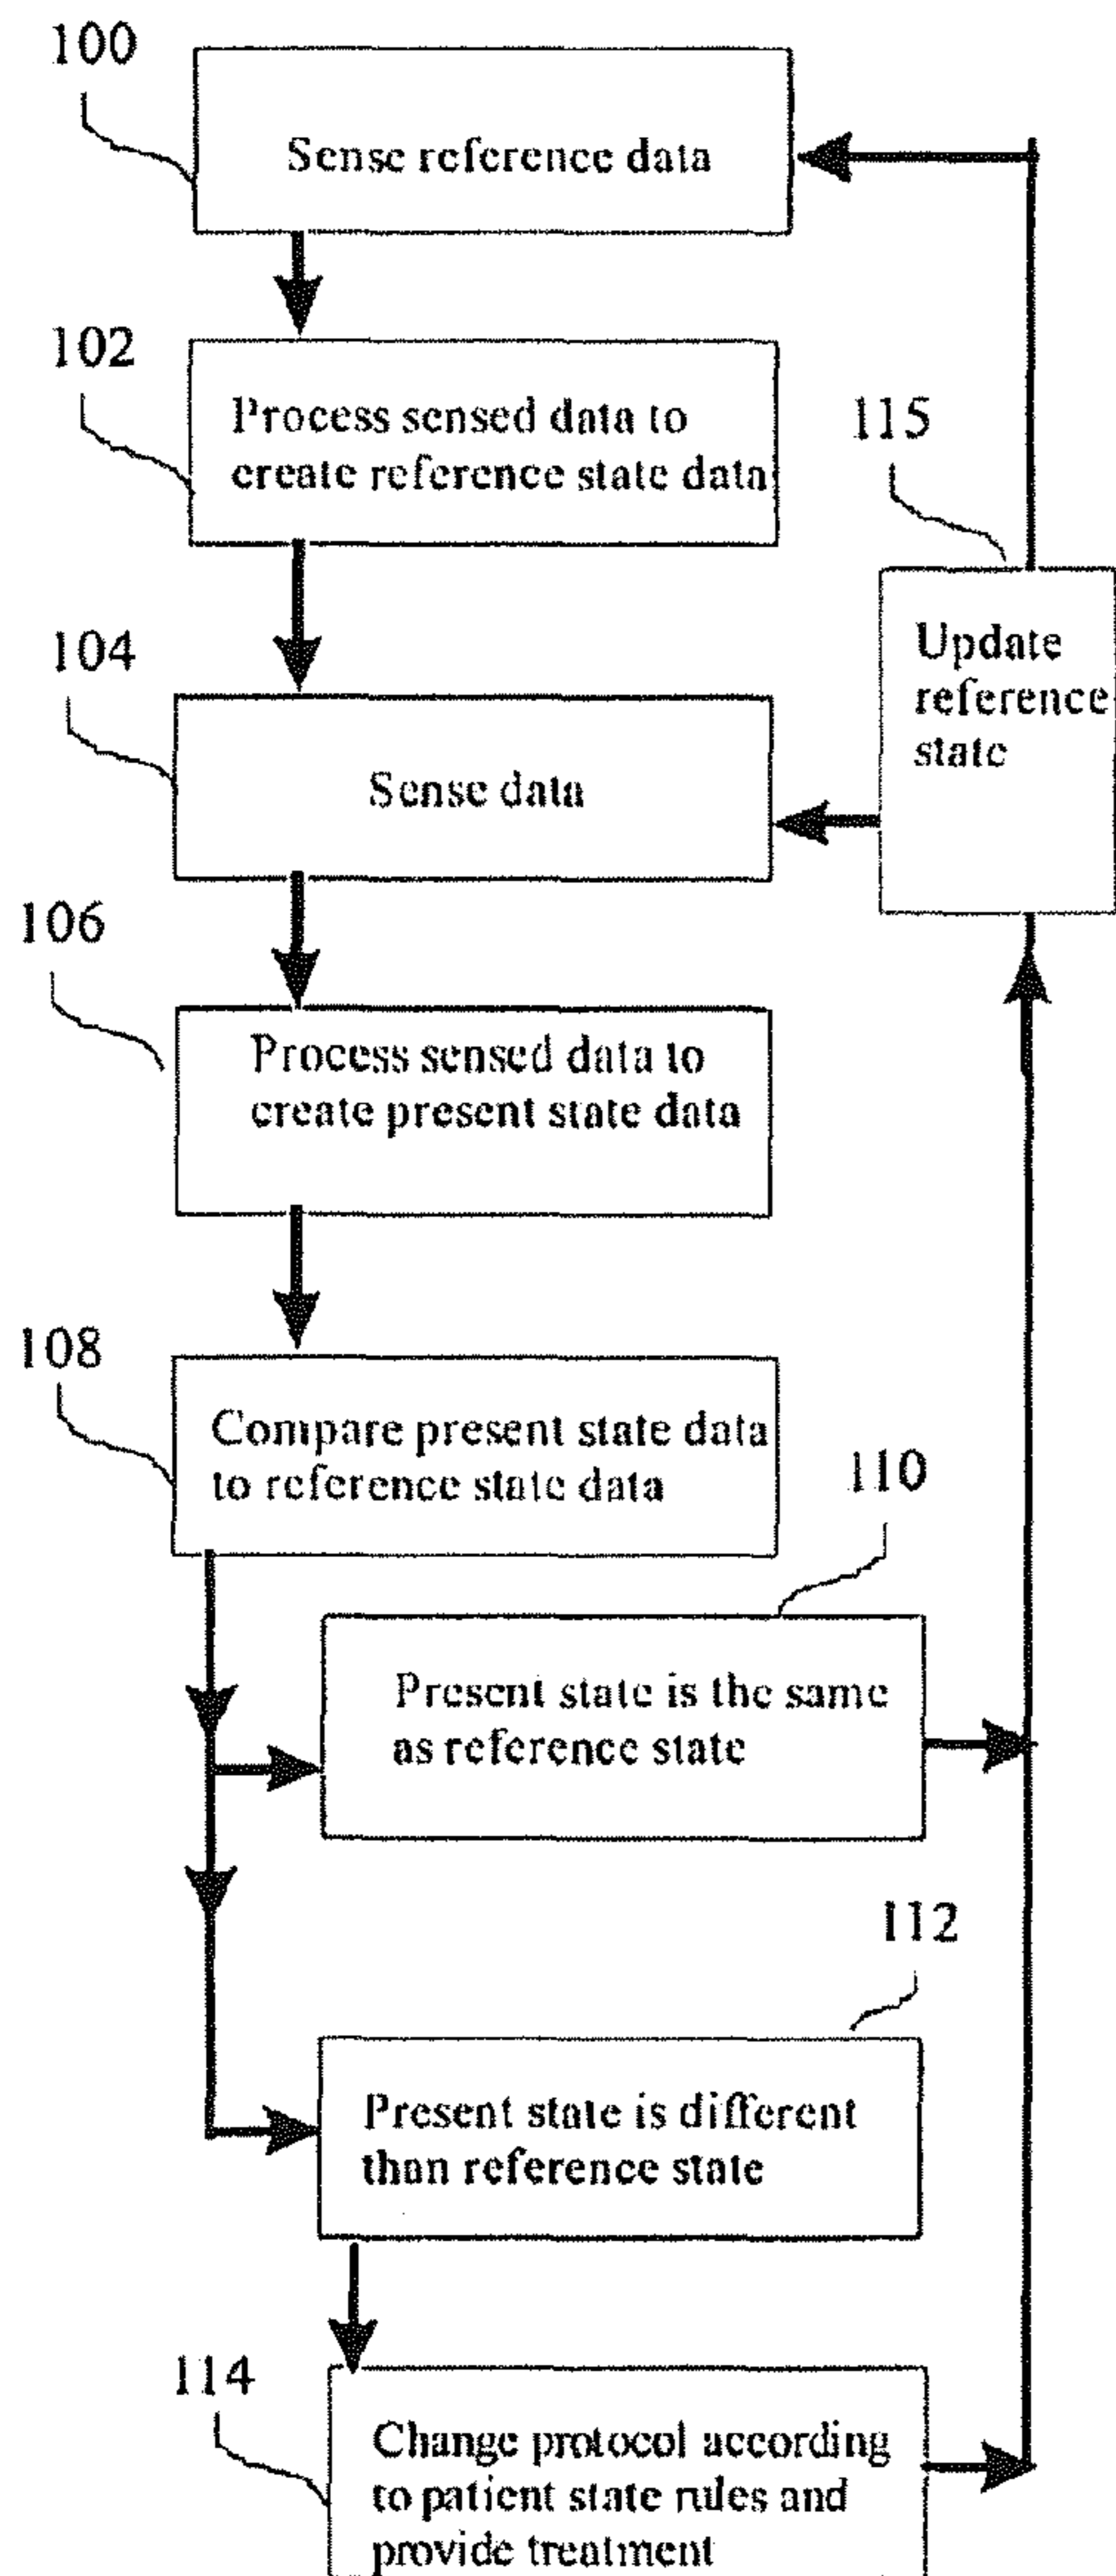 100
Sense reference data
102
Process sensed data to
create reference state data
115
Update
reference
state
104
Sense data
106
Process sensed data to
create present state data
108
Compare present state data
to reference state data
110
Present state is the same
as reference state
112
Present state is different
than reference state
114
Change protocol according
to patient state rules and
provide treatment